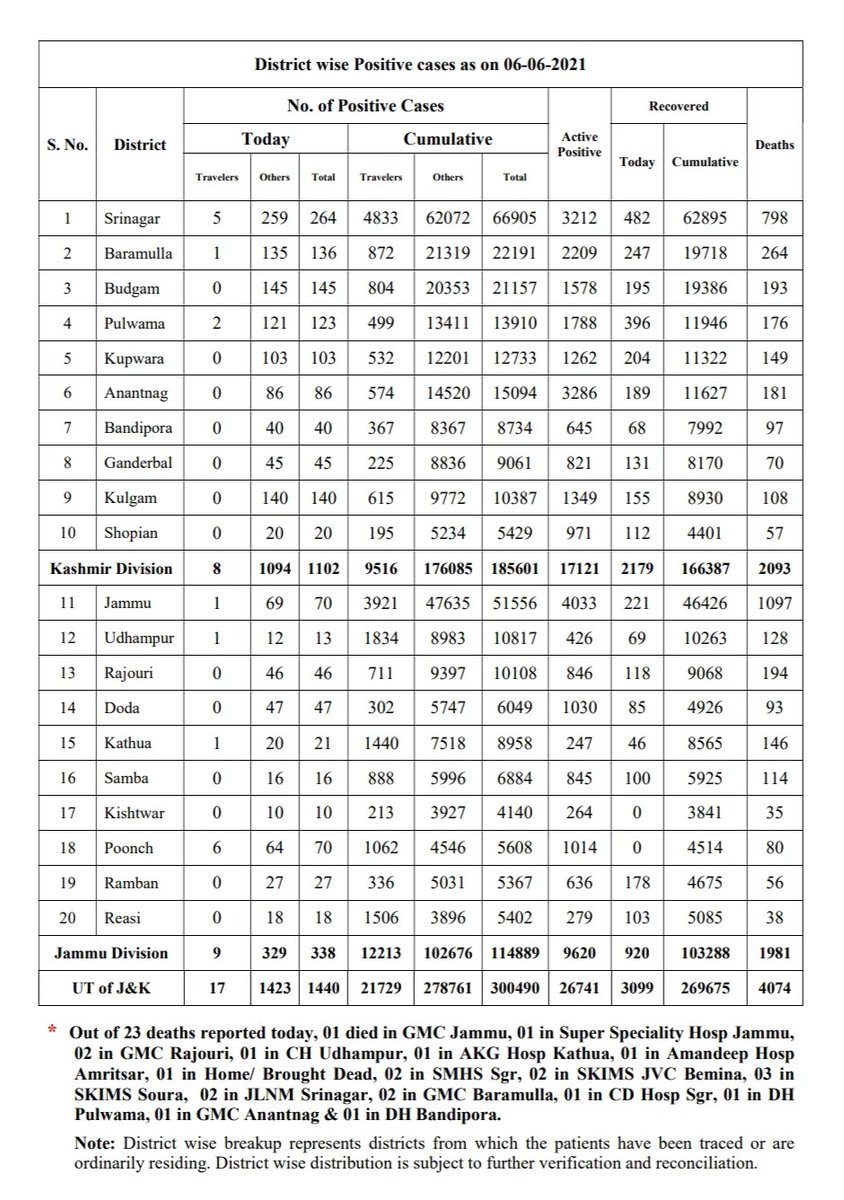 District wise Positive cases as on 06-06-2021
S. No. District No. of Positive Cases Active Positive Recovered Deaths
Today Cumulative Today Cumulative
Travelers Others Total Travelers Others Total
1 Srinagar 5 259 264 4833 62072 66905 3212 482 62895 798
2 Baramulla 1 135 136 872 21319 22191 2209 247 19718 264
3 Budgam 0 145 145 804 20353 21157 1578 195 19386 193
4 Pulwama 2 121 123 499 13411 13910 1788 396 11946 176
5 Kupwara 0 103 103 532 12201 12733 1262 204 11322 149
6 Anantnag 0 86 86 574 14520 15094 3286 189 11627 181
7 Bandipora 0 40 40 367 8367 8734 645 68 7992 97
8 Ganderbal 0 45 45 225 8836 9061 821 131 8170 70
9 Kulgam 0 140 140 615 9772 10387 1349 155 8930 108
10 Shopian 0 20 20 195 5234 5429 971 112 4401 57
Kashmir Division 8 1094 1102 9516 176085 185601 17121 2179 166387 2093
11 Jammu 1 69 70 3921 47635 51556 4033 221 46426 1097
12 Udhampur 1 12 13 1834 8983 10817 426 69 10263 128
13 Rajouri 0 46 46 711 9397 10108 846 118 9068 194
14 Doda 0 47 47 302 5747 6049 1030 85 4926 93
15 Kathua 1 20 21 1440 7518 8958 247 46 8565 146
16 Samba 0 16 16 888 5996 6884 845 100 5925 114
17 Kishtwar 0 10 10 213 3927 4140 264 0 3841 35
18 Poonch 6 64 70 1062 4546 5608 1014 0 4514 80
19 Ramban 0 27 27 336 5031 5367 636 178 4675 56
20 Reasi 0 18 18 1506 3896 5402 279 103 5085 38
Jammu Division 9 329 338 12213 102676 114889 9620 920 103288 1981
UT of J&K 17 1423 1440 21729 278761 300490 26741 3099 269675 4074
* Out of 23 deaths reported today, 01 died in GMC Jammu, 01 in Super Speciality Hosp Jammu,
02 in GMC Rajouri, 01 in CH Udhampur, 01 in AKG Hosp Kathua, 01 in Amandeep Hosp
Amritsar, 01 in Home/ Brought Dead, 02 in SMHS Sgr, 02 in SKIMS JVC Bemina, 03 in
SKIMS Soura, 02 in JLNM Srinagar, 02 in GMC Baramulla, 01 in CD Hosp Sgr, 01 in DH
Pulwama, 01 in GMC Anantnag & 01 in DH Bandipora.
Note: District wise breakup represents districts from which the patients have been traced or are
ordinarily residing. District wise distribution is subject to further verification and reconciliation.